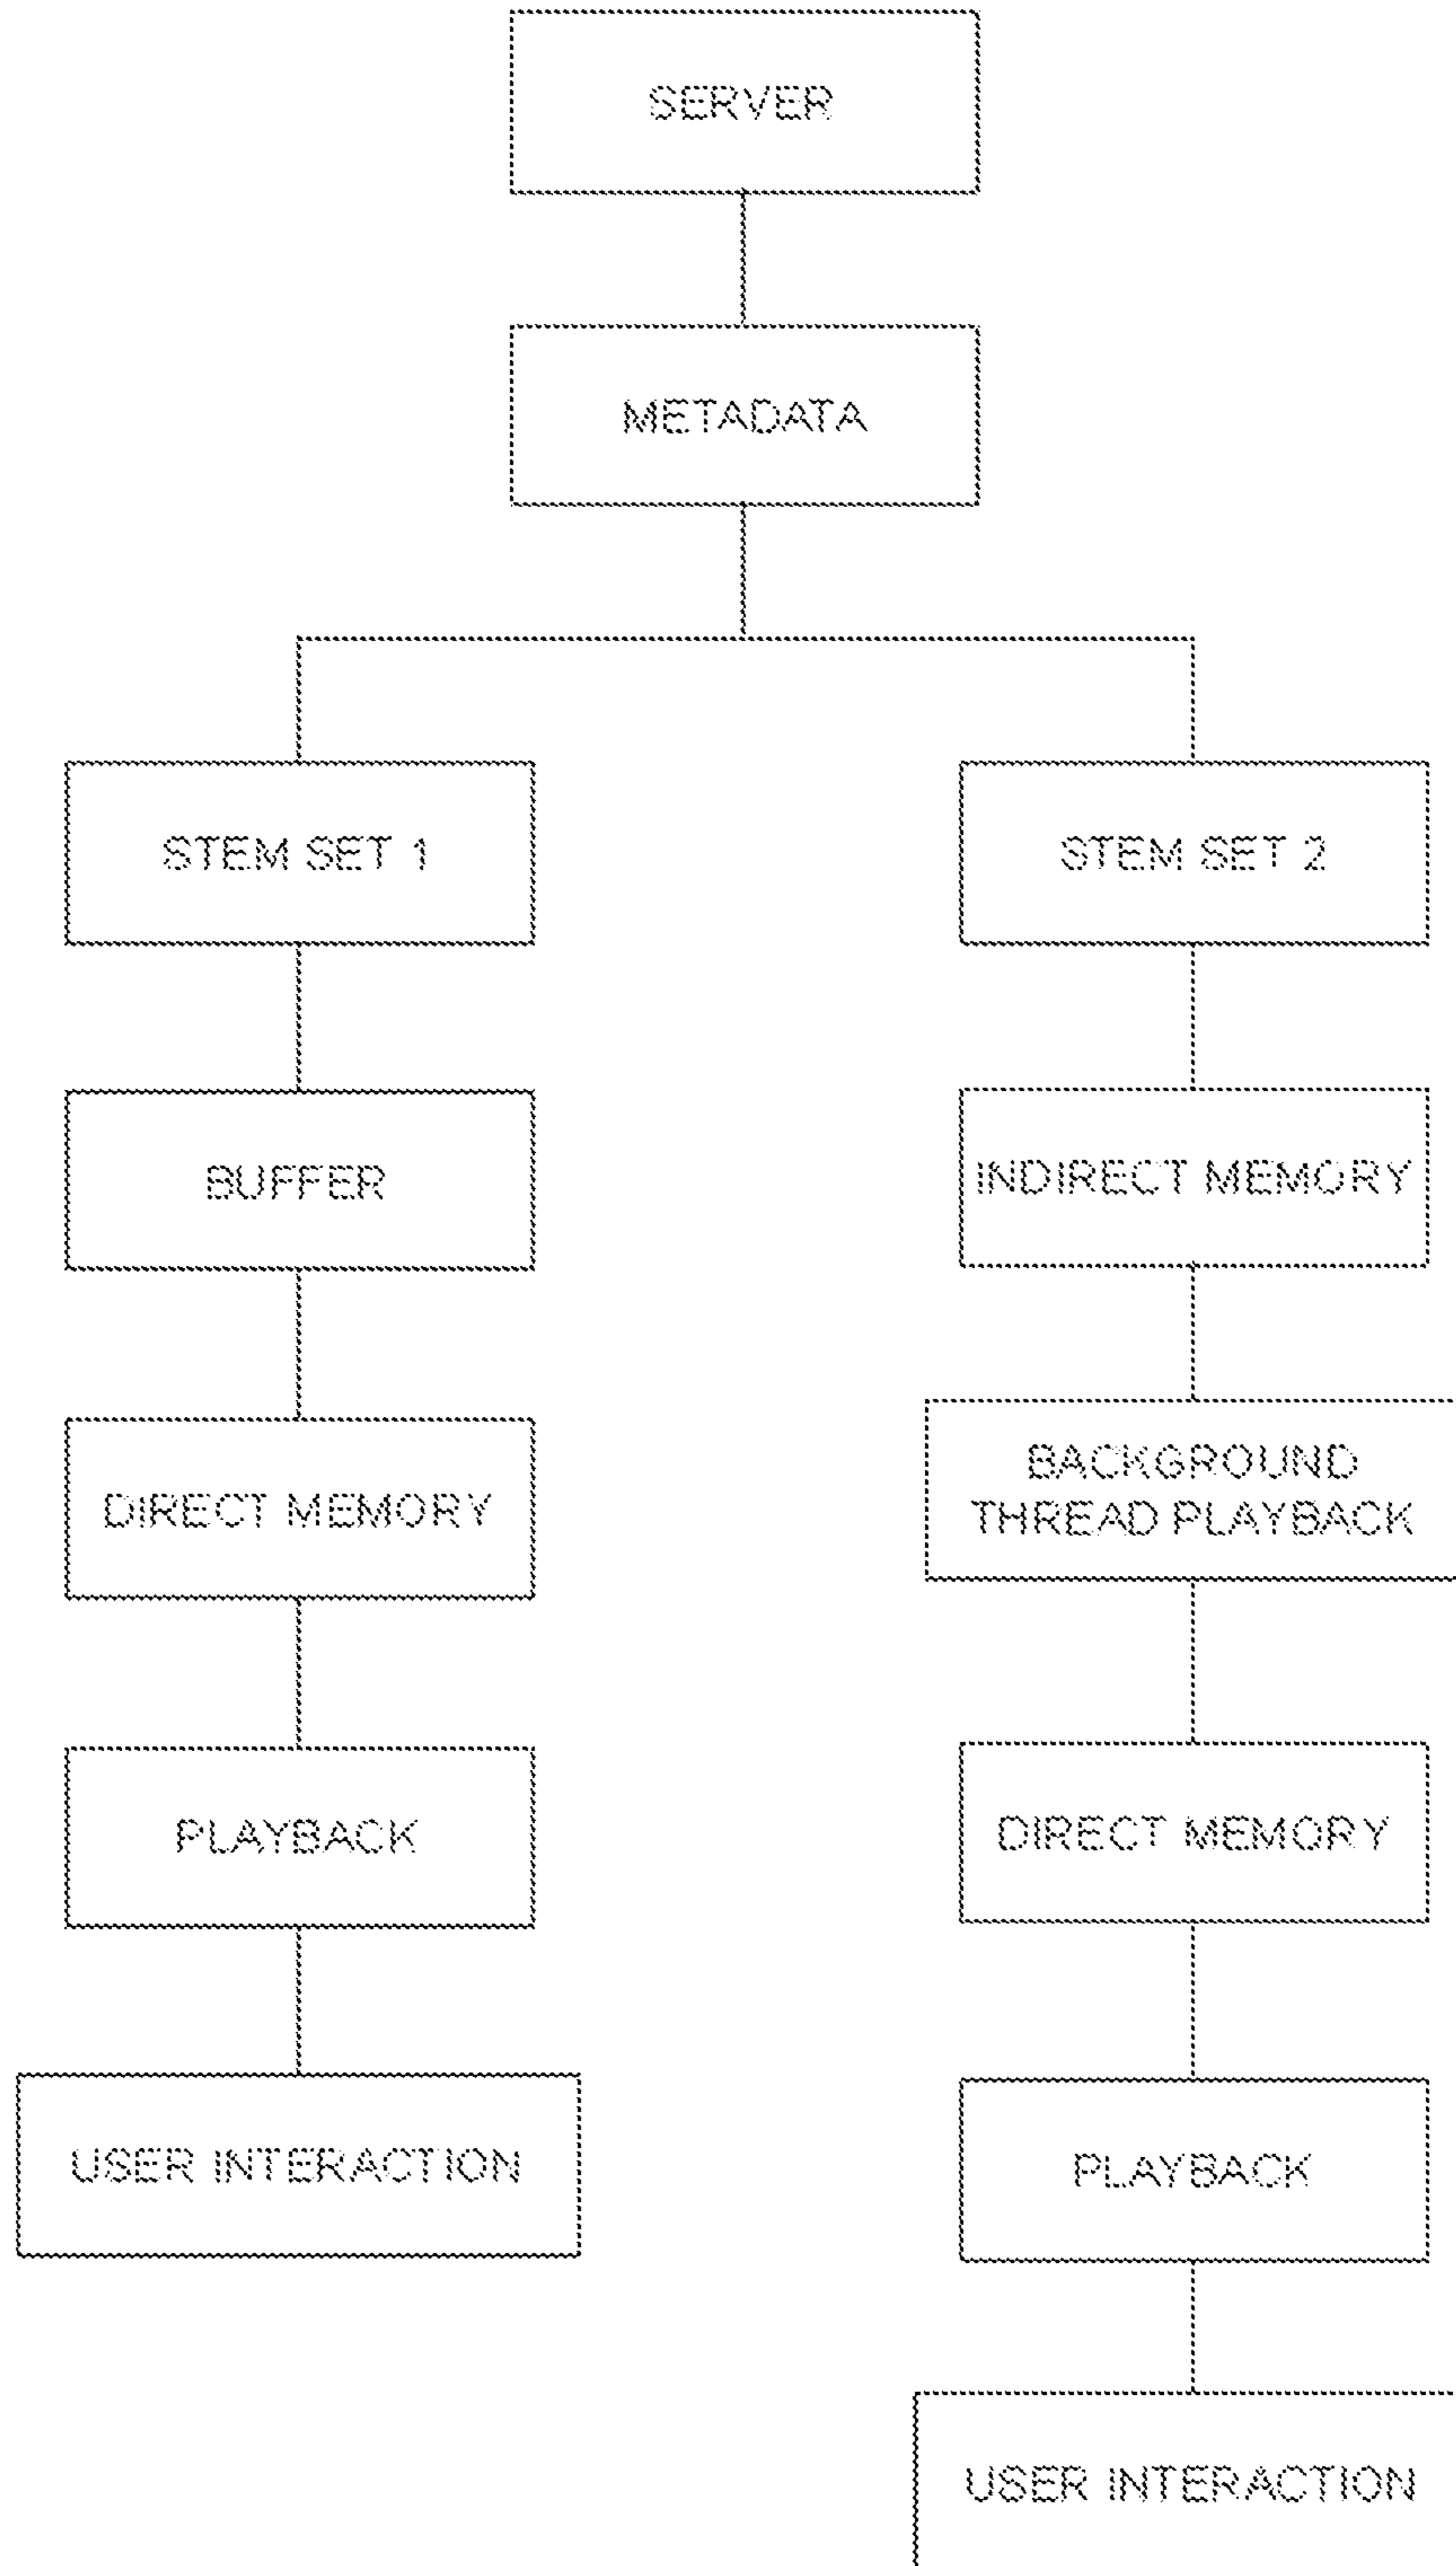 SERVER
METADATA
STEM SET 1
STEM SET 2
BUFFER
INDIRECT MEMORY
DIRECT MEMORY
BACKGROUND
THREAD PLAYBACK
PLAYBACK
DIRECT MEMORY
USER INTERACTION
PLAYBACK
USER INTERACTION